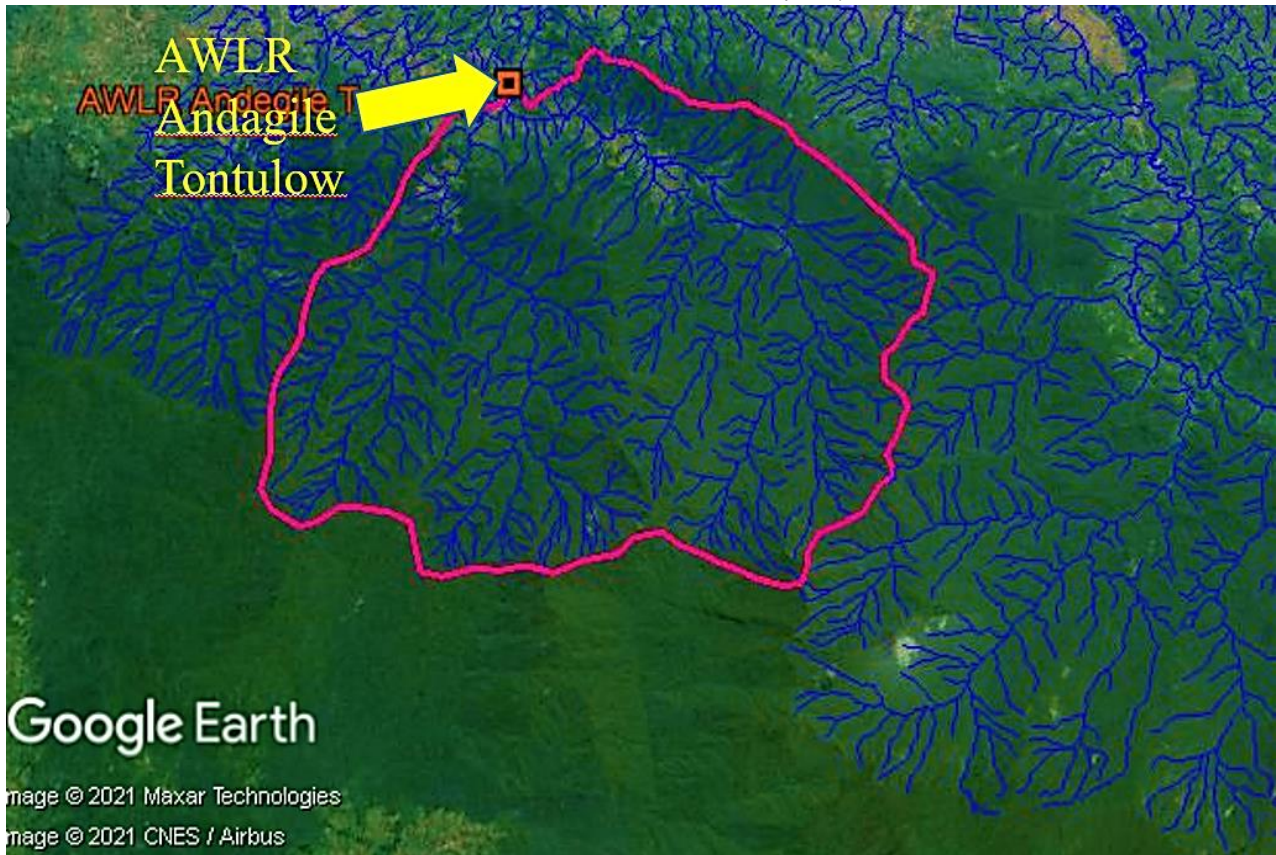 AWLR
AWLR Andegile T
Andagile
Tontulow
Google Earth
mage © 2021 Maxar Technologies
mage © 2021 CNES / Airbus